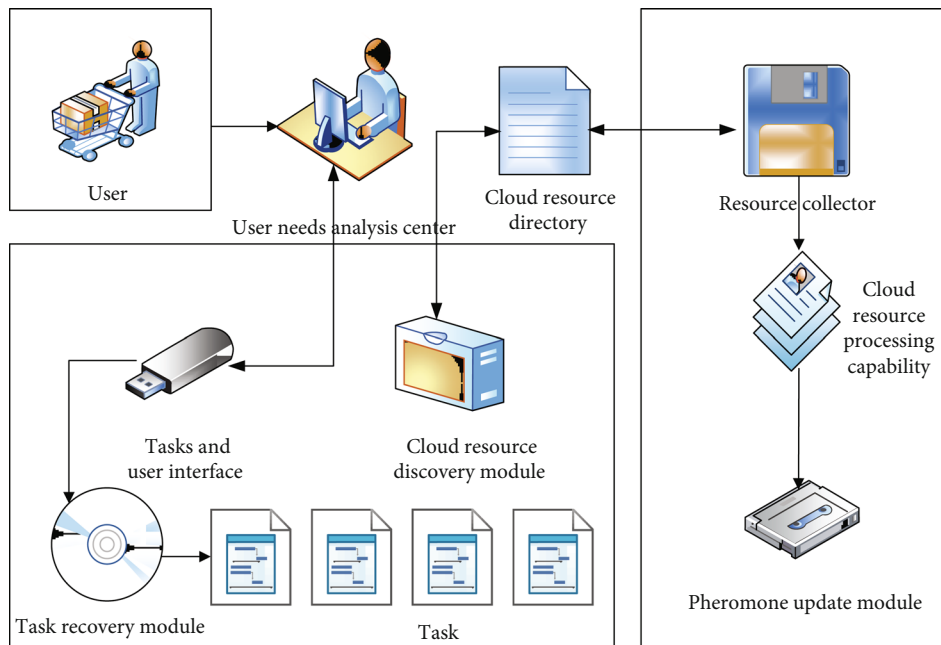 User
User needs analysis center
Cloud resource
directory
Resource collector
Cloud
resource
processing
capability
Tasks and
user interface
Cloud resource
discovery module
Task recovery module
Task
Pheromone update module